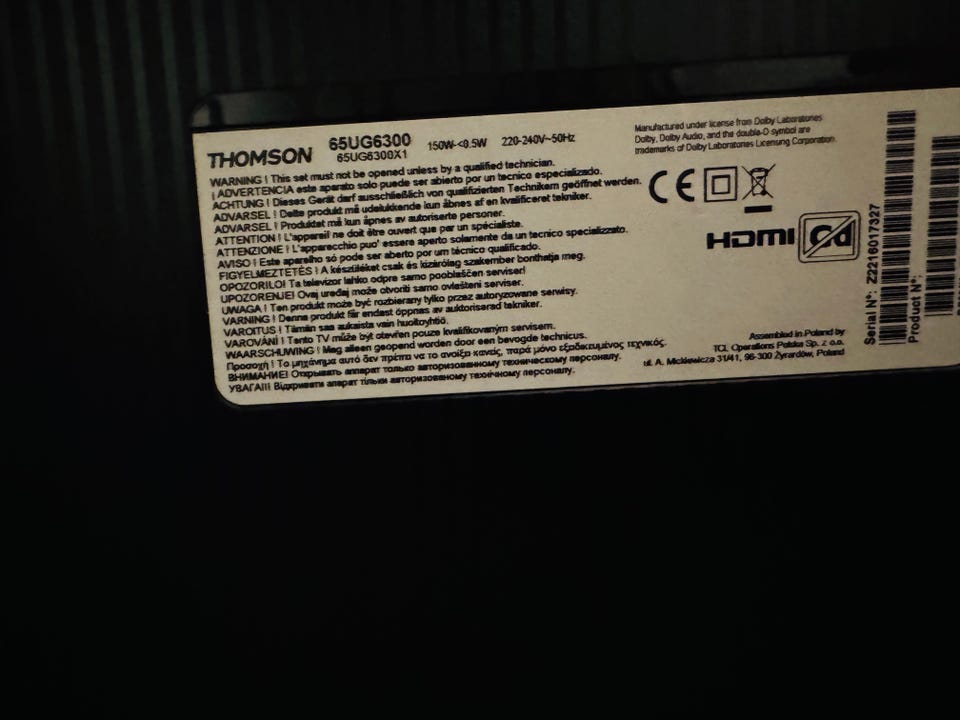 THOMSON 65UG6300 150W-<0.5W 220-240V~50Hz
65UG6300X1
Manufactured under license from Dolby Laboratories
Dolby, Dolby Audio, and the double-D symbol are
trademarks of Dolby Laboratories Licensing Corporation.
WARNING ! This set must not be opened unless by a qualified technician.
¡ ADVERTENCIA este aparato solo puede ser abierto por un tecnico especializado.
ACHTUNG ! Dieses Gerät darf ausschließlich von qualifizierten Technikern geöffnet werden.
ADVARSEL ! Dette produkt må udelukkende kun åbnes af en kvalificeret tekniker.
ADVARSEL ! Produktet må kun åpnes av autoriserte personer.
ATTENTION ! L'appareil ne doit être ouvert que par un spécialiste.
ATTENZIONE ! L'apparecchio puo' essere aperto solamente da un tecnico specializzato.
AVISO ! Este aparelho só pode ser aberto por um técnico qualificado.
FIGYELMEZTETÉS ! A készüléket csak és kizárólag szakember bonthatja meg.
OPOZORILO! Ta televizor lahko odpre samo pooblaščen serviser!
UPOZORENJE! Ovaj uređaj može otvoriti samo ovlašteni serviser.
UWAGA ! Ten produkt może być rozbierany tylko przez autoryzowane serwisy.
VARNING ! Denna produkt får endast öppnas av auktoriserad tekniker.
VAROITUS ! Tämän saa aukaista vain huoltoyhtiö.
VAROVÁNÍ ! Tento TV může být otevřen pouze kvalifikovaným servisem.
WAARSCHUWING ! Mag alleen geopend worden door een bevoegde technicus.
Προσοχή ! Το μηχάνημα αυτό δεν πρέπει να το ανοίξει κανείς, παρά μόνο εξειδικευμένος τεχνικός.
ВНИМАНИЕ! Открывать аппарат только авторизованному техническому персоналу.
УВАГА!!! Відкривати апарат тільки авторизованому технічному персоналу.
CE
HDMI Cd
Assembled in Poland by
TCL Operations Polska Sp. z o.o.
ul. A. Mickiewicza 31/41, 96-300 Żyrardów, Poland
Serial N°: Z2216017327
Product N°: